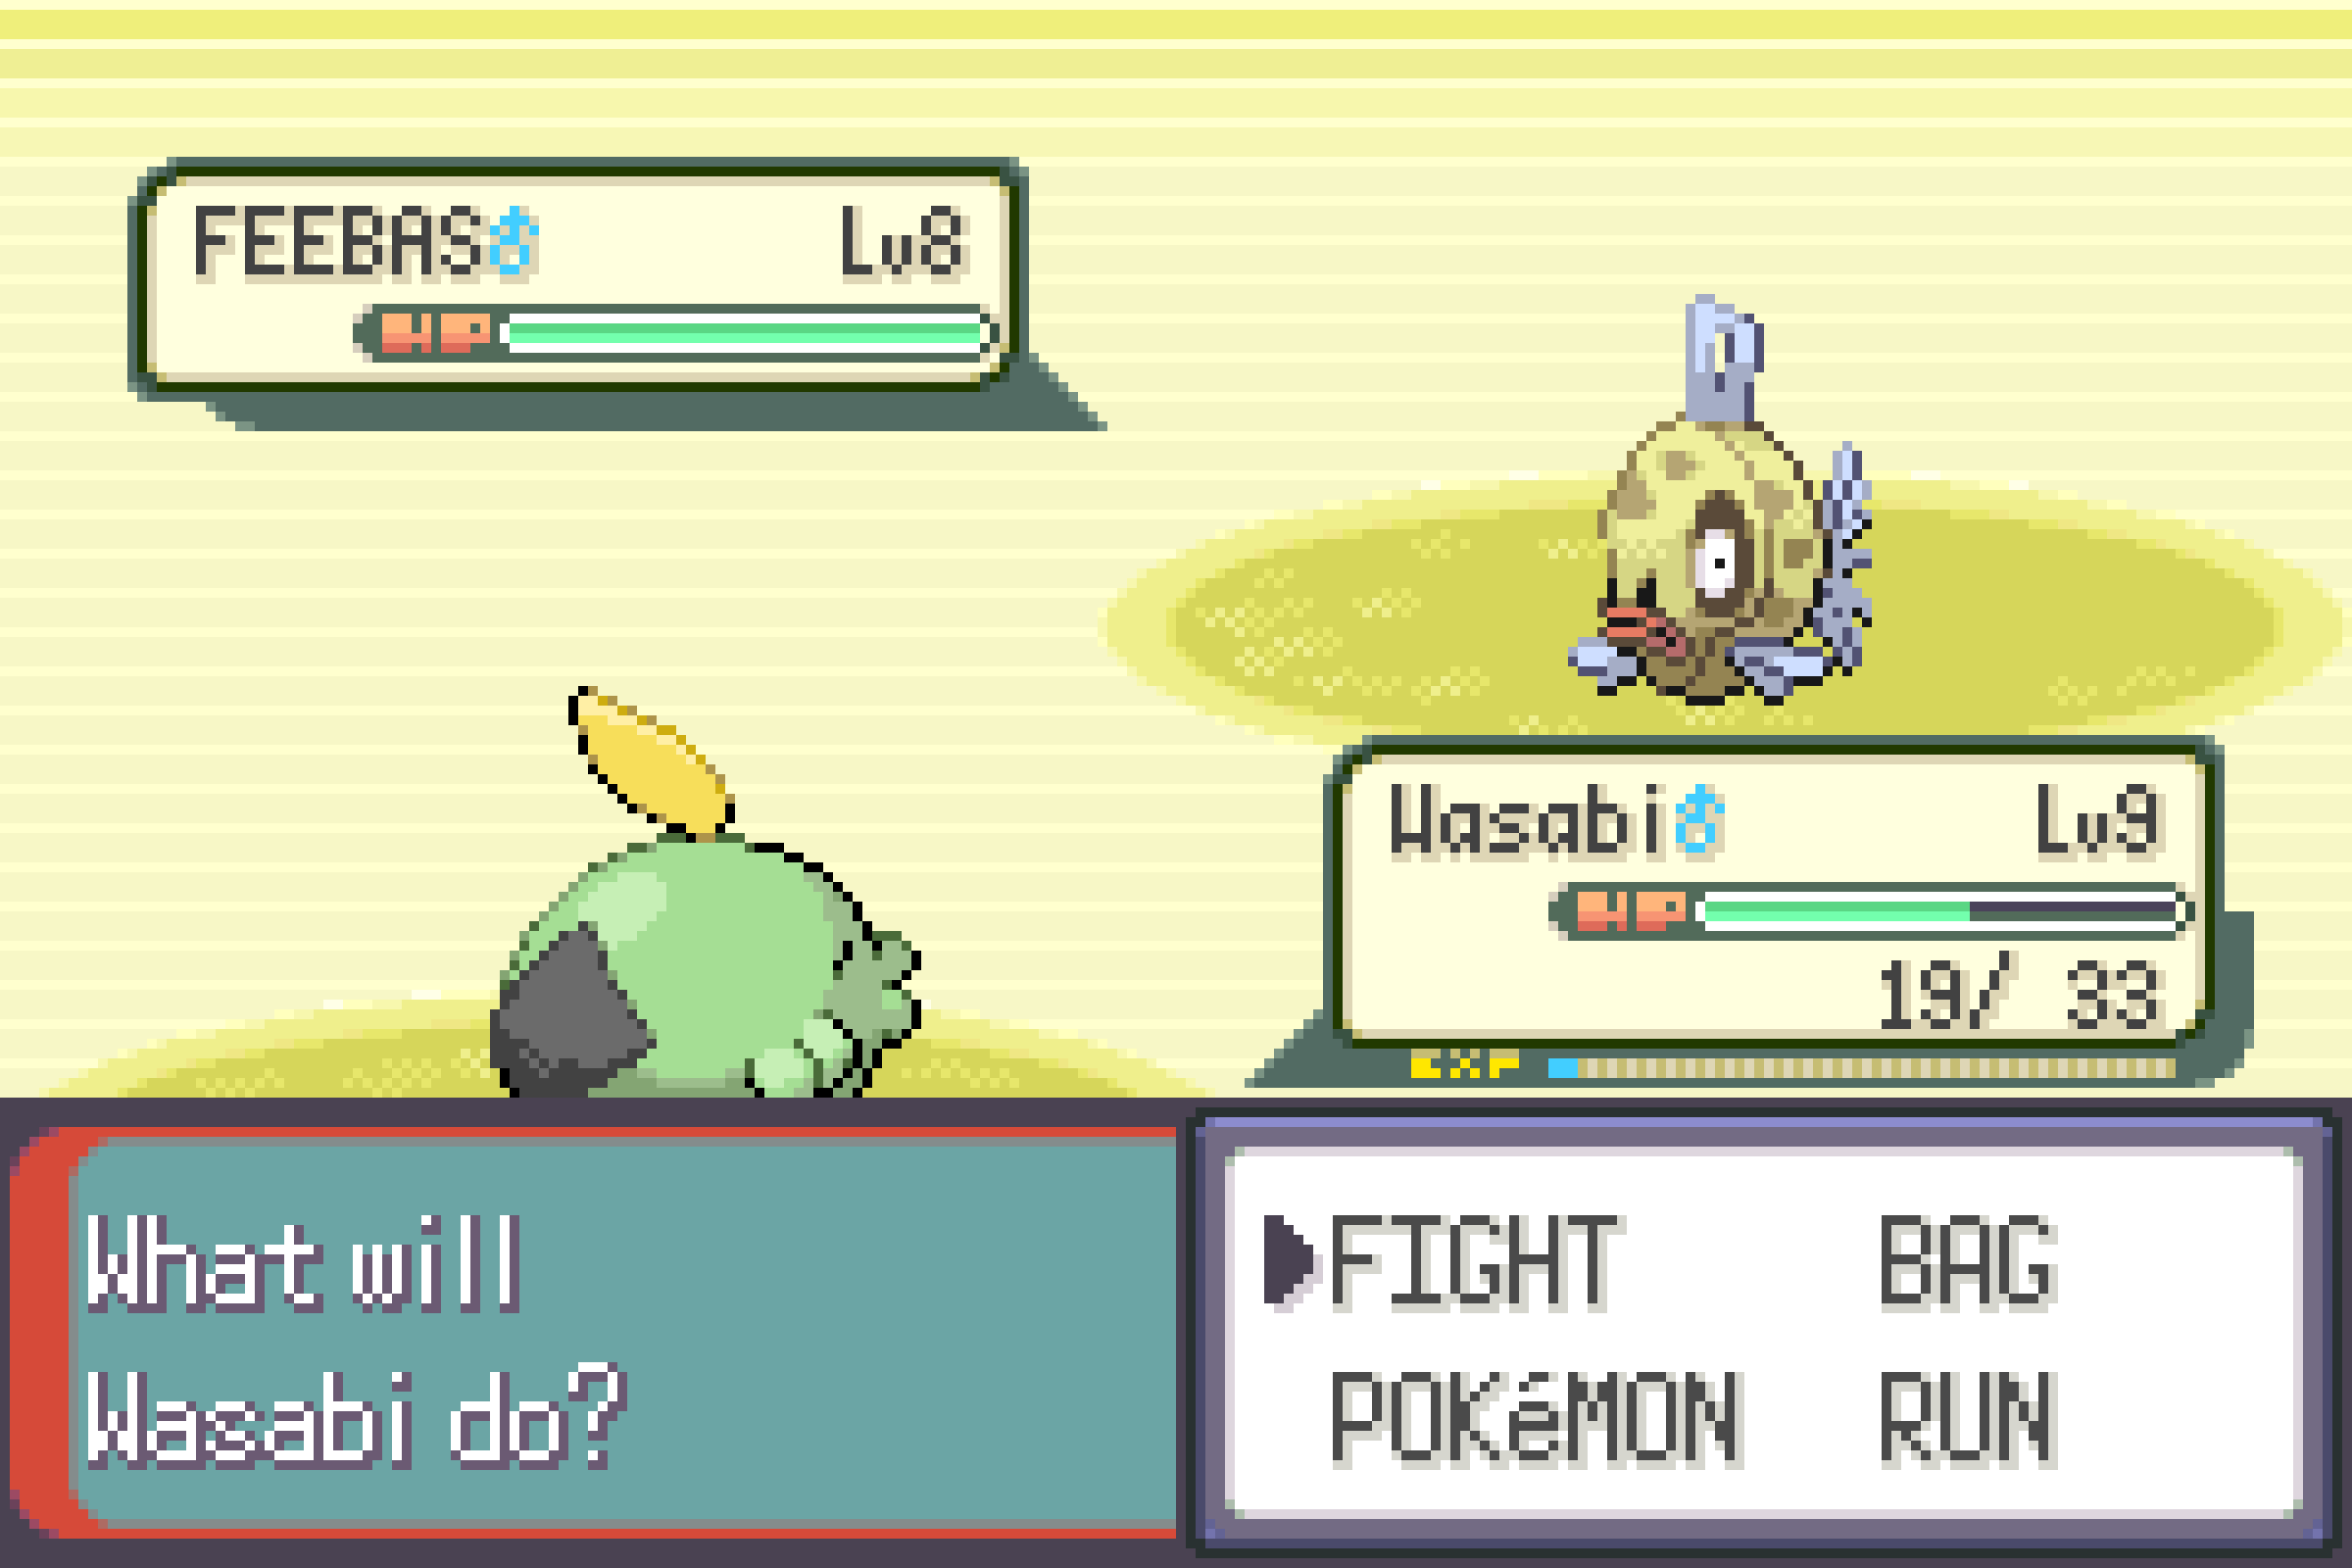 FEEBAS♂ Lv8
HP
Wasabi♂ Lv9
HP
19/ 33
EXP
What will
Wasabi do?
FIGHT BAG
POKéMON RUN